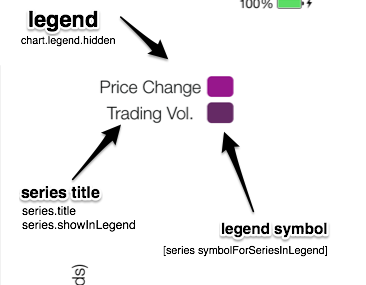 100%
legend
chart.legend.hidden
Price Change
Trading Vol.
series title
series.title
series.showInLegend
legend symbol
[series symbolForSeriesInLegend]
ds)